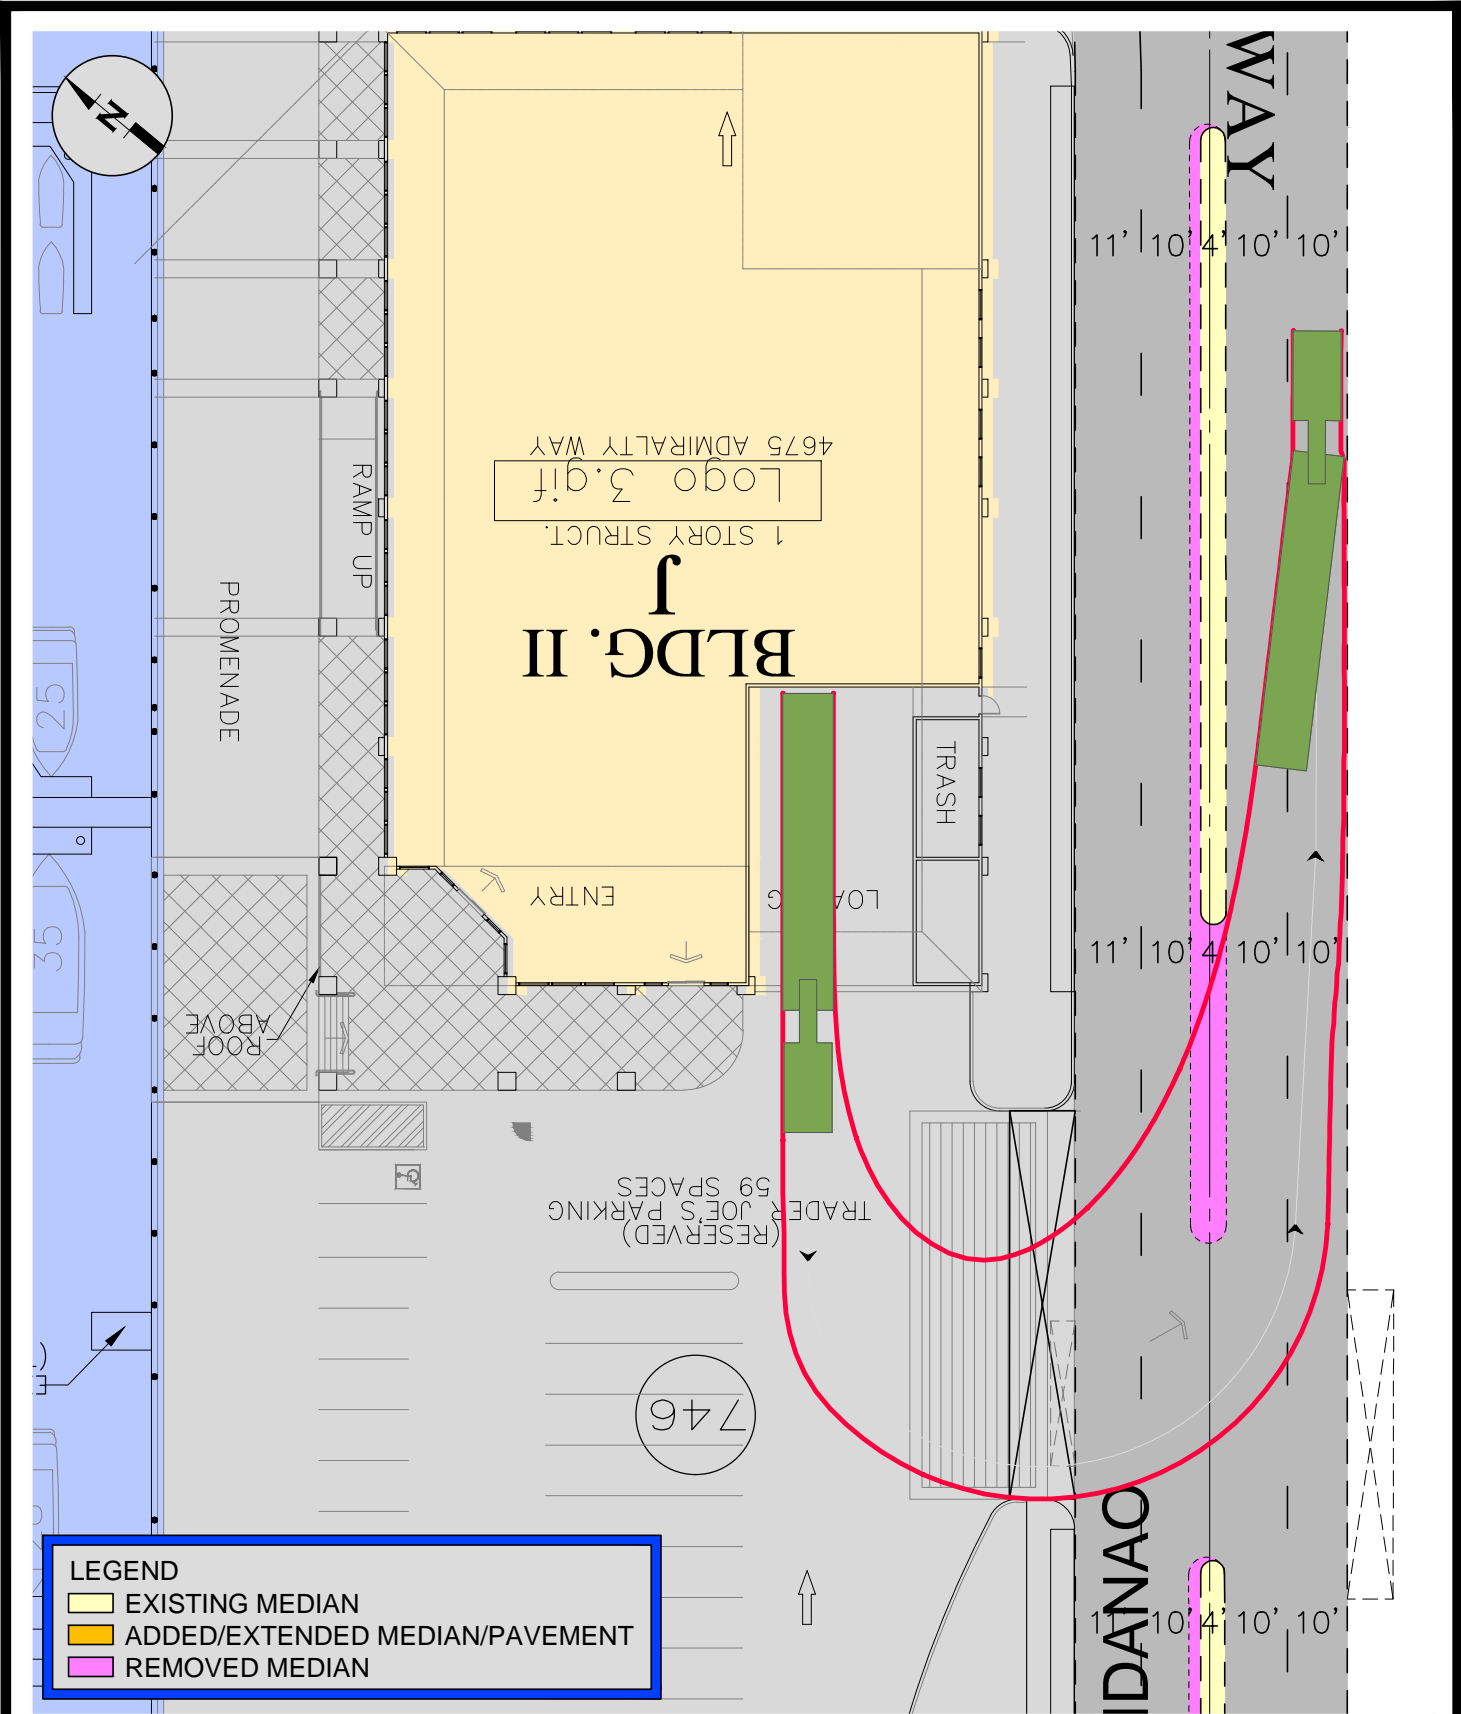 N
WAY
11' 10' 4' 10' 10'
4675 ADMIRALTY WAY
Logo 3.gif
1 STORY STRUCT.
J
BLDG. II
RAMP UP
PROMENADE
25
TRASH
ENTRY
35
11' 10' 4' 10' 10'
ROOF
ABOVE
59 SPACES
TRADER JOE'S PARKING
(RESERVED)
746
IDANAO
11' 10' 4' 10' 10'
LEGEND
EXISTING MEDIAN
ADDED/EXTENDED MEDIAN/PAVEMENT
REMOVED MEDIAN